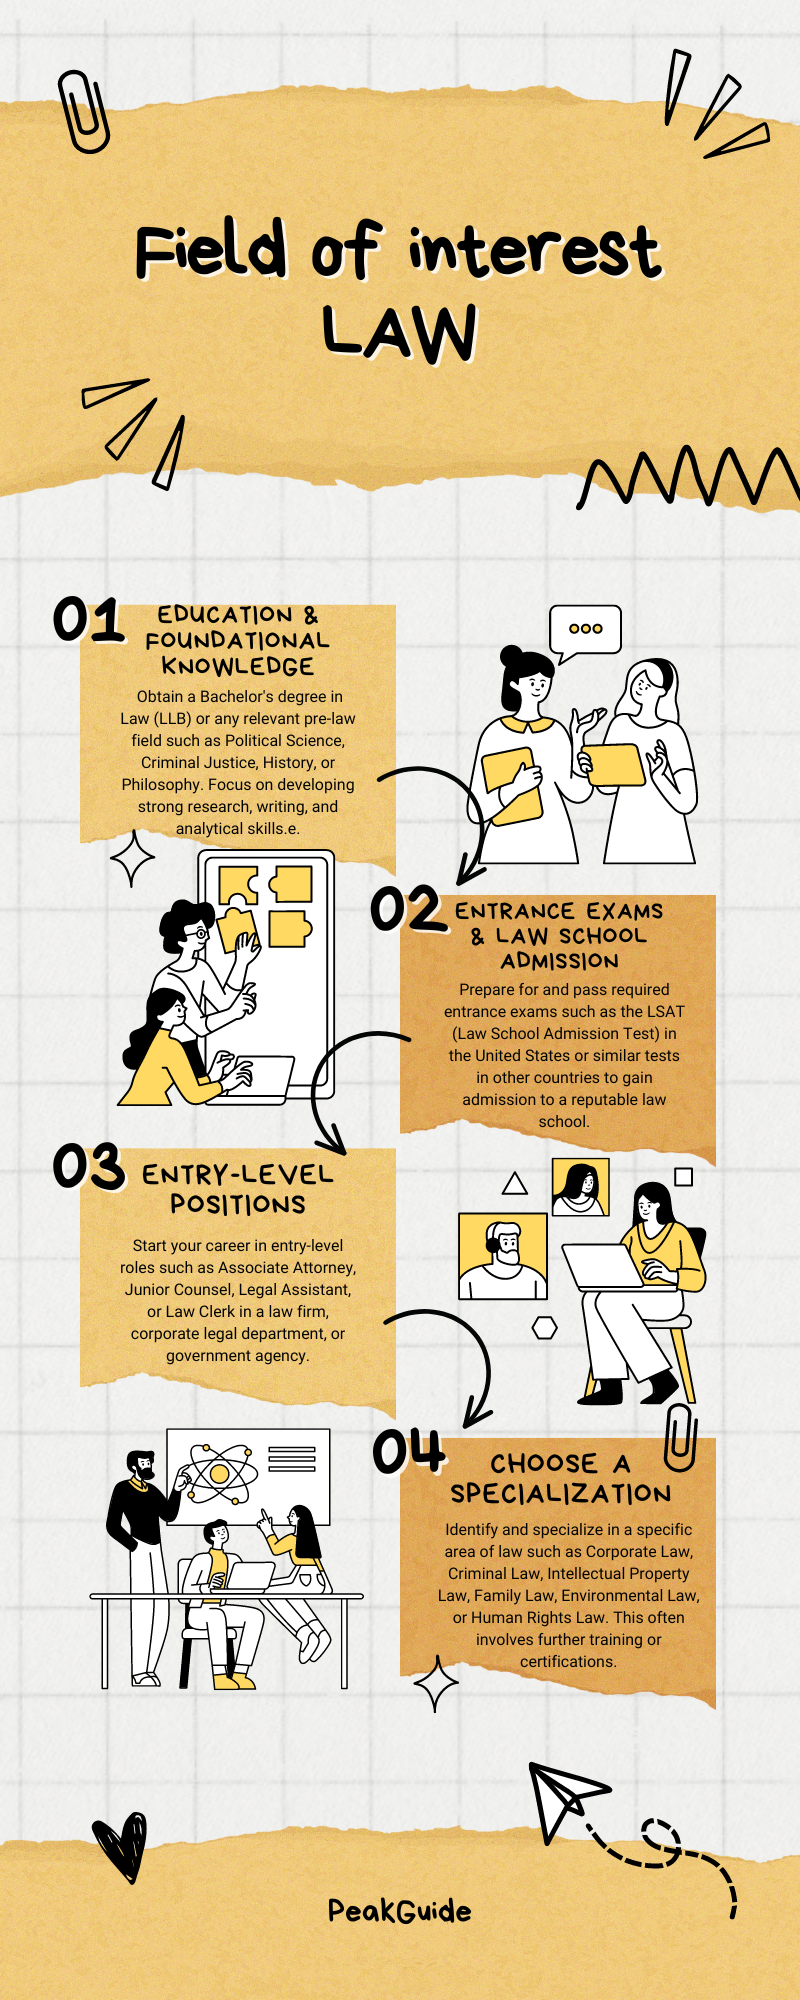 Field of interest
LAW
01
EDUCATION &
FOUNDATIONAL
KNOWLEDGE
Obtain a Bachelor's degree in
Law (LLB) or any relevant pre-law
field such as Political Science,
Criminal Justice, History, or
Philosophy. Focus on developing
strong research, writing, and
analytical skills.e.
02
ENTRANCE EXAMS
& LAW SCHOOL
ADMISSION
Prepare for and pass required
entrance exams such as the LSAT
(Law School Admission Test) in
the United States or similar tests
in other countries to gain
admission to a reputable law
school.
03
ENTRY-LEVEL
POSITIONS
Start your career in entry-level
roles such as Associate Attorney,
Junior Counsel, Legal Assistant,
or Law Clerk in a law firm,
corporate legal department, or
government agency.
04
CHOOSE A
SPECIALIZATION
Identify and specialize in a specific
area of law such as Corporate Law,
Criminal Law, Intellectual Property
Law, Family Law, Environmental Law,
or Human Rights Law. This often
involves further training or
certifications.
PeakGuide